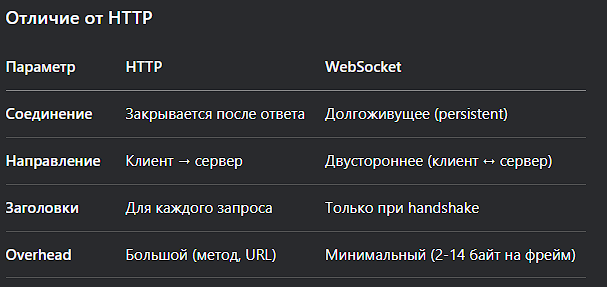 Отличие от HTTP
Параметр HTTP WebSocket
Соединение Закрывается после ответа Долгоживущее (persistent)
Направление Клиент → сервер Двустороннее (клиент ↔ сервер)
Заголовки Для каждого запроса Только при handshake
Overhead Большой (метод, URL) Минимальный (2-14 байт на фрейм)